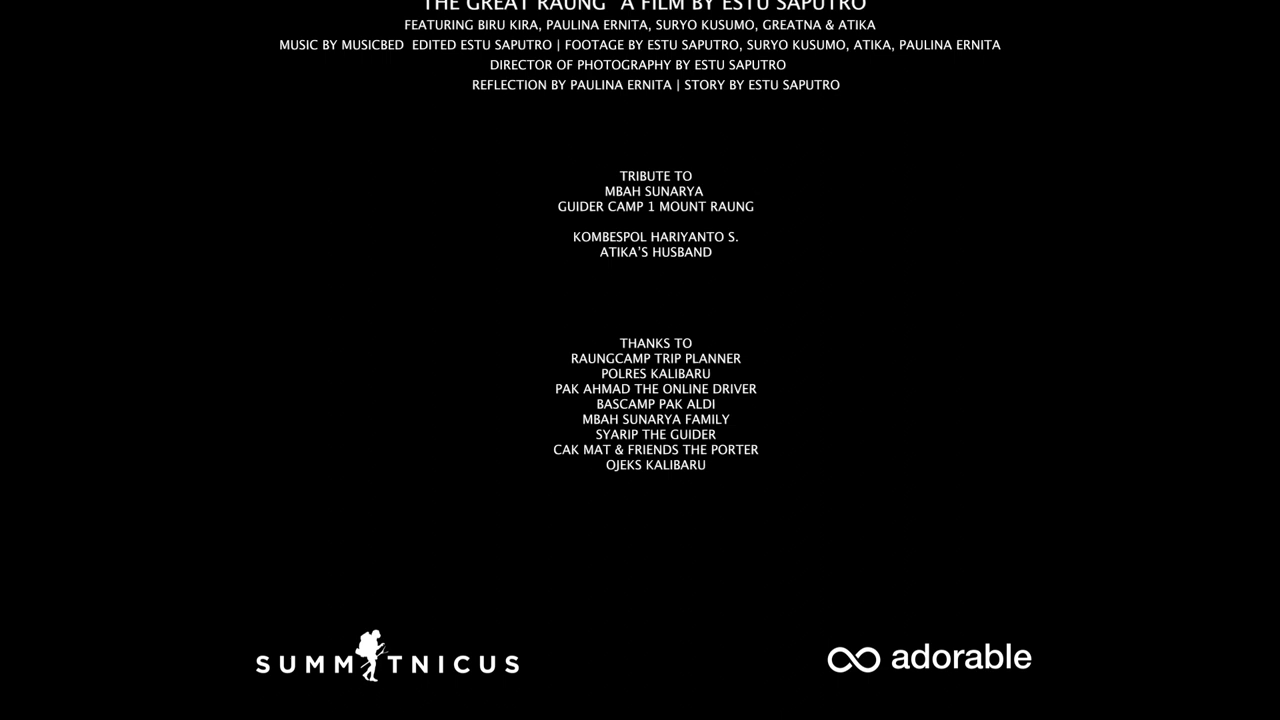 THE GREAT RAUNG" A FILM BY ESTU SAPUTRO
FEATURING BIRU KIRA, PAULINA ERNITA, SURYO KUSUMO, GREATNA & ATIKA
MUSIC BY MUSICBED EDITED ESTU SAPUTRO | FOOTAGE BY ESTU SAPUTRO, SURYO KUSUMO, ATIKA, PAULINA ERNITA
DIRECTOR OF PHOTOGRAPHY BY ESTU SAPUTRO
REFLECTION BY PAULINA ERNITA | STORY BY ESTU SAPUTRO
TRIBUTE TO
MBAH SUNARYA
GUIDER CAMP 1 MOUNT RAUNG
KOMBESPOL HARIYANTO S.
ATIKA'S HUSBAND
THANKS TO
RAUNGCAMP TRIP PLANNER
POLRES KALIBARU
PAK AHMAD THE ONLINE DRIVER
BASCAMP PAK ALDI
MBAH SUNARYA FAMILY
SYARIP THE GUIDER
CAK MAT & FRIENDS THE PORTER
OJEKS KALIBARU
SUMMITNICUS
adorable